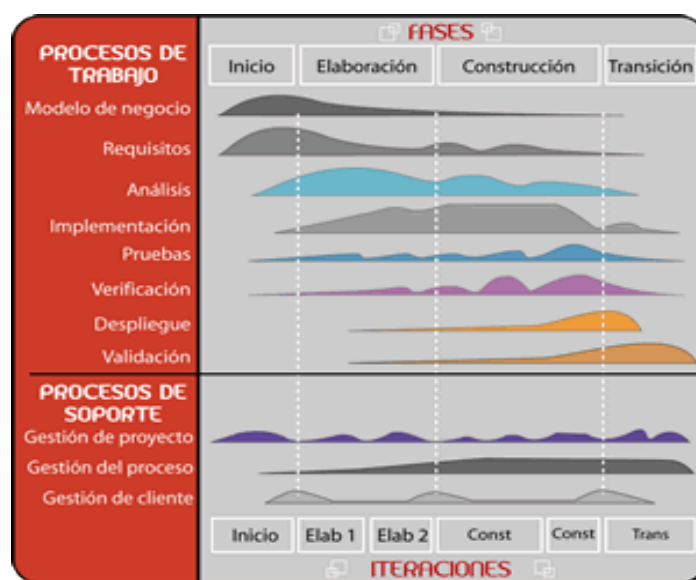 FASES
PROCESOS DE
TRABAJO
Inicio
Elaboración
Construcción
Transición
Modelo de negocio
Requisitos
Análisis
Implementación
Pruebas
Verificación
Despliegue
Validación
PROCESOS DE
SOPORTE
Gestión de proyecto
Gestión del proceso
Gestión de cliente
Inicio
Elab 1
Elab 2
Const
Const
Trans
ITERACIONES